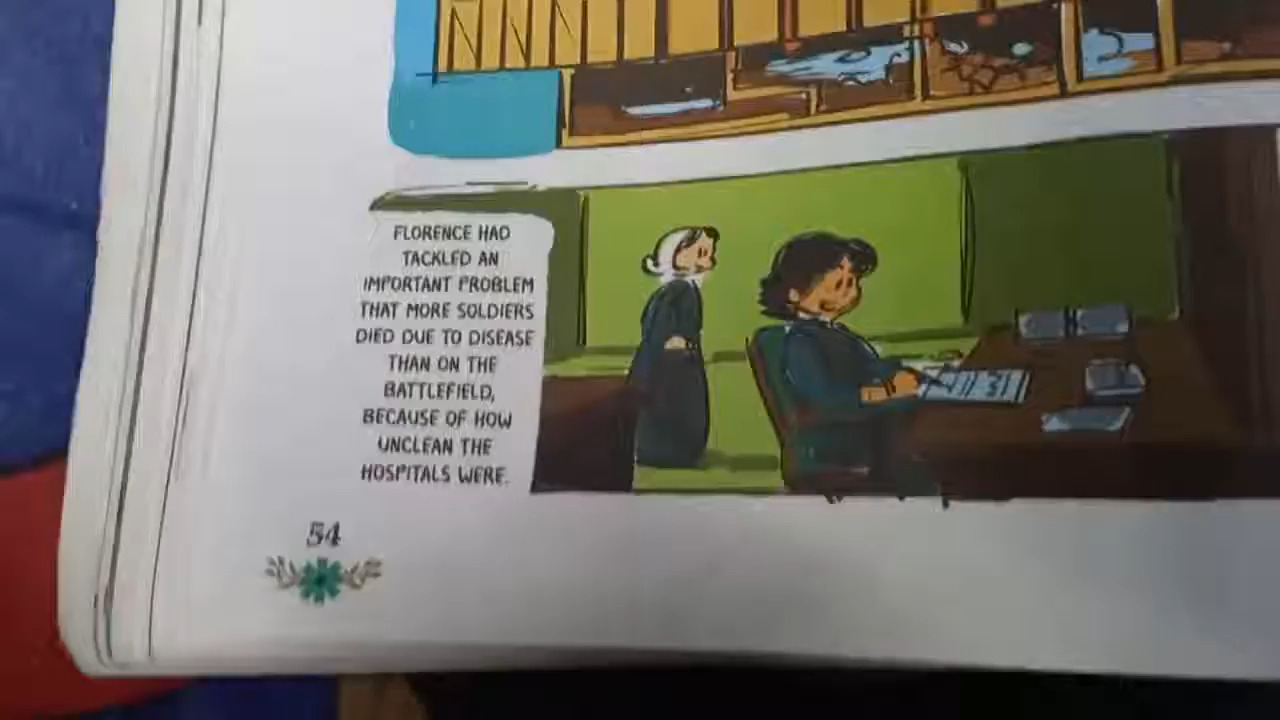 FLORENCE HAD
TACKLED AN
IMPORTANT PROBLEM
THAT MORE SOLDIERS
DIED DUE TO DISEASE
THAN ON THE
BATTLEFIELD,
BECAUSE OF HOW
UNCLEAN THE
HOSPITALS WERE.
54